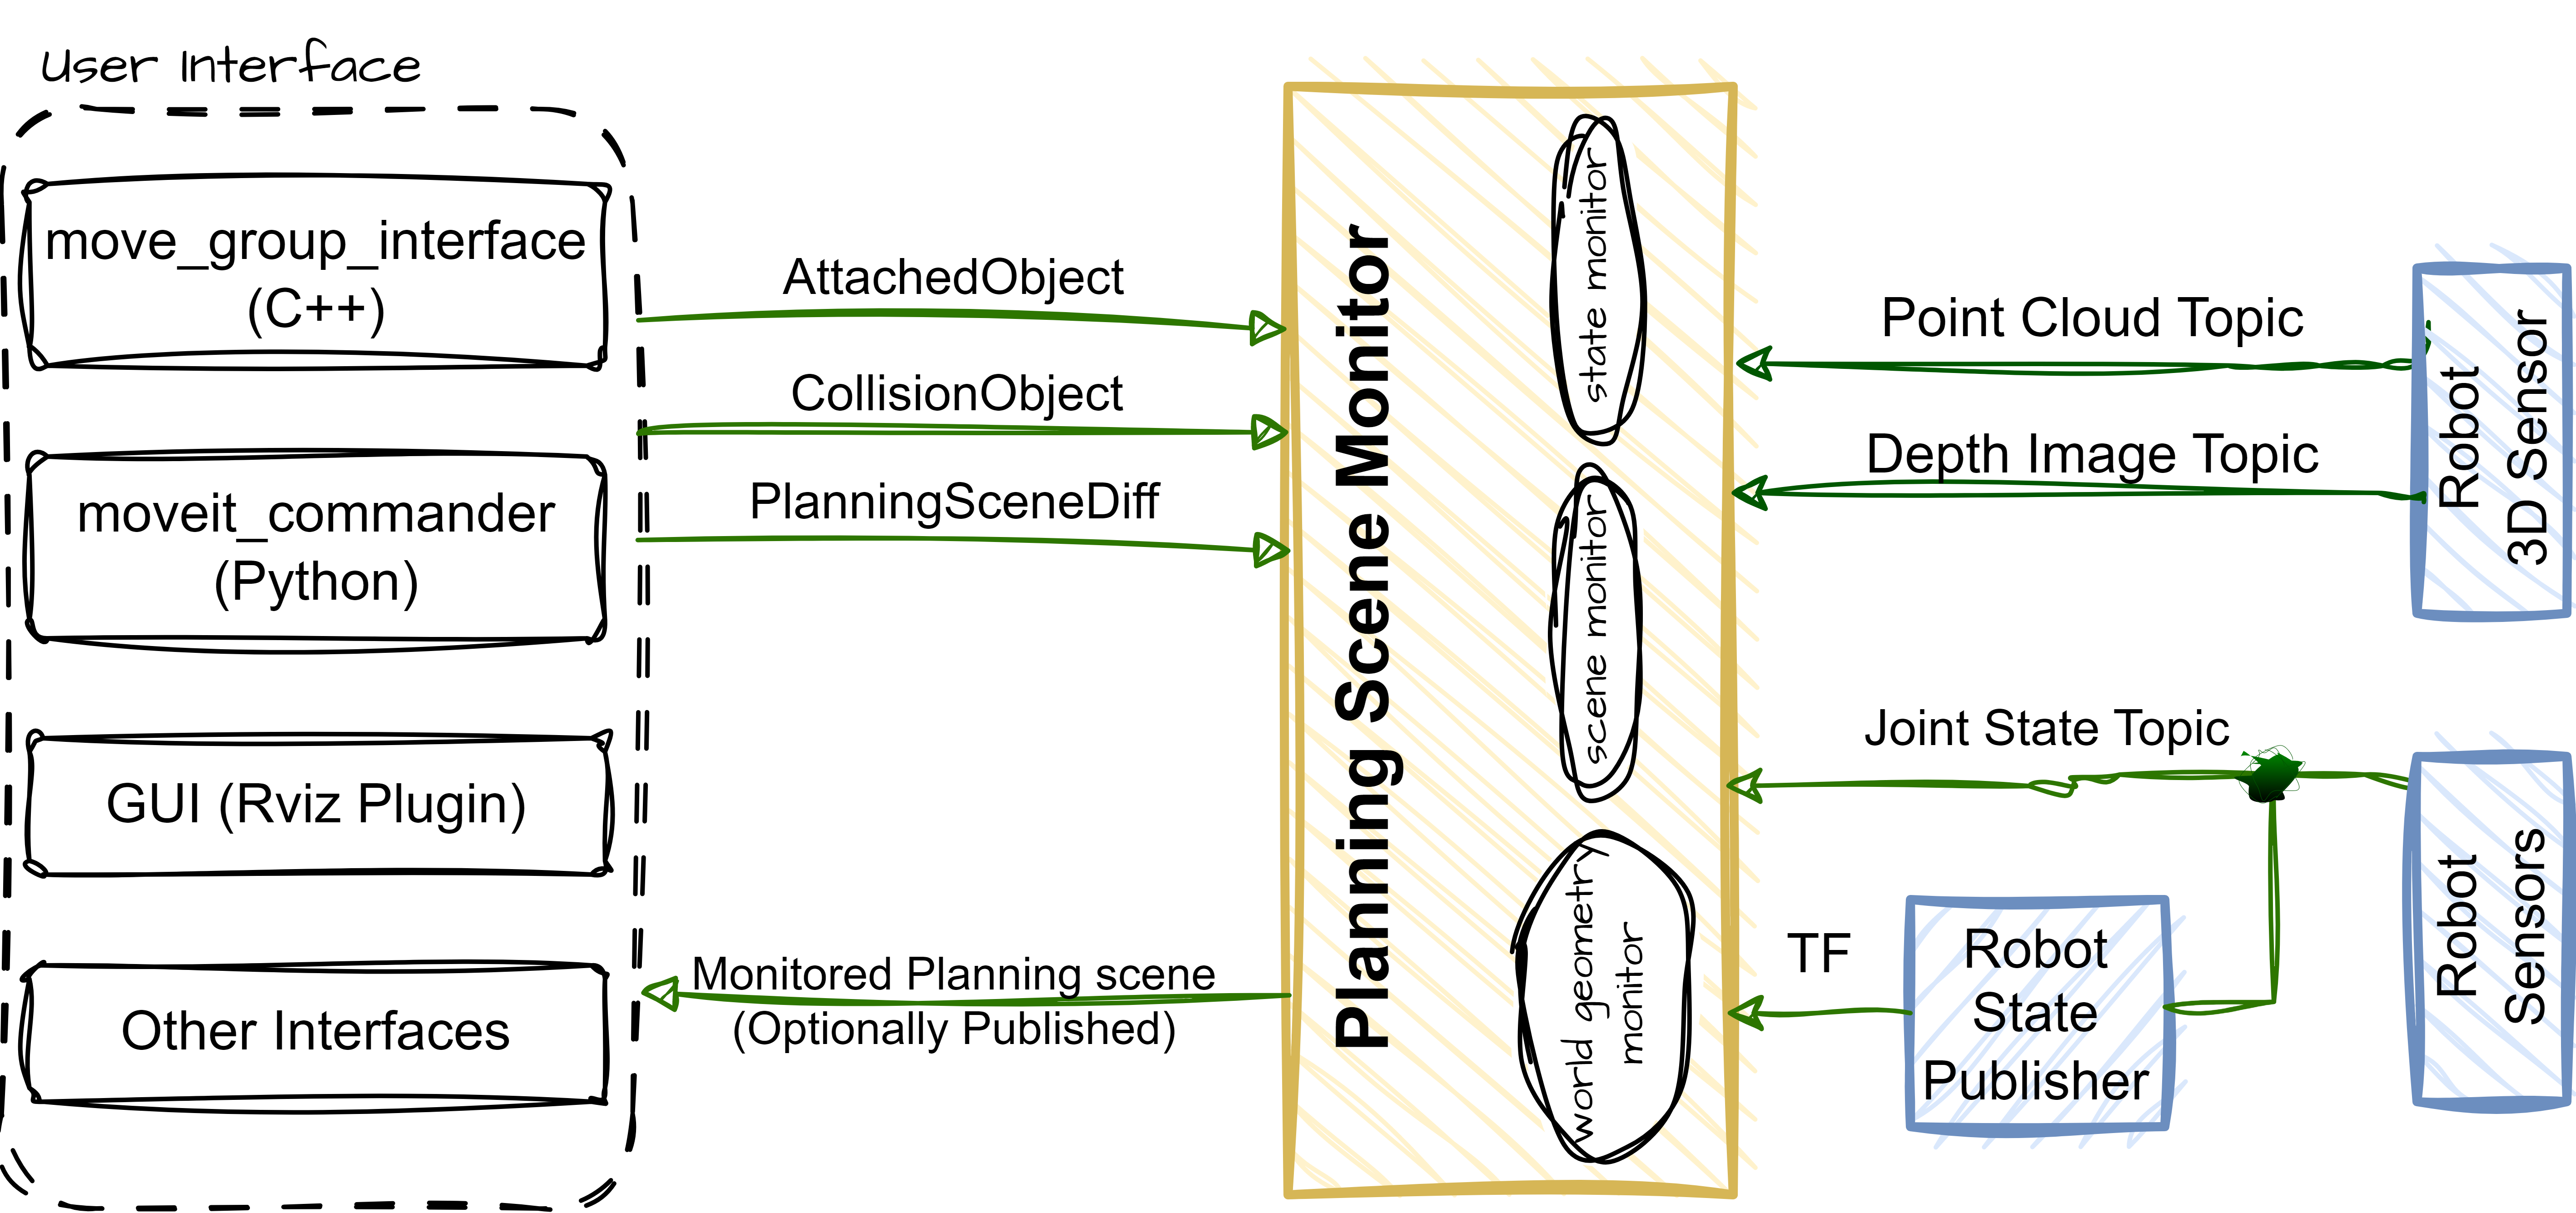 User Interface
move_group_interface
(C++)
moveit_commander
(Python)
GUI (Rviz Plugin)
Other Interfaces
AttachedObject
CollisionObject
PlanningSceneDiff
Monitored Planning scene
(Optionally Published)
Planning Scene Monitor
state monitor
scene monitor
world geometry
monitor
Point Cloud Topic
Depth Image Topic
Joint State Topic
TF
Robot
State
Publisher
Robot
3D Sensor
Robot
Sensors